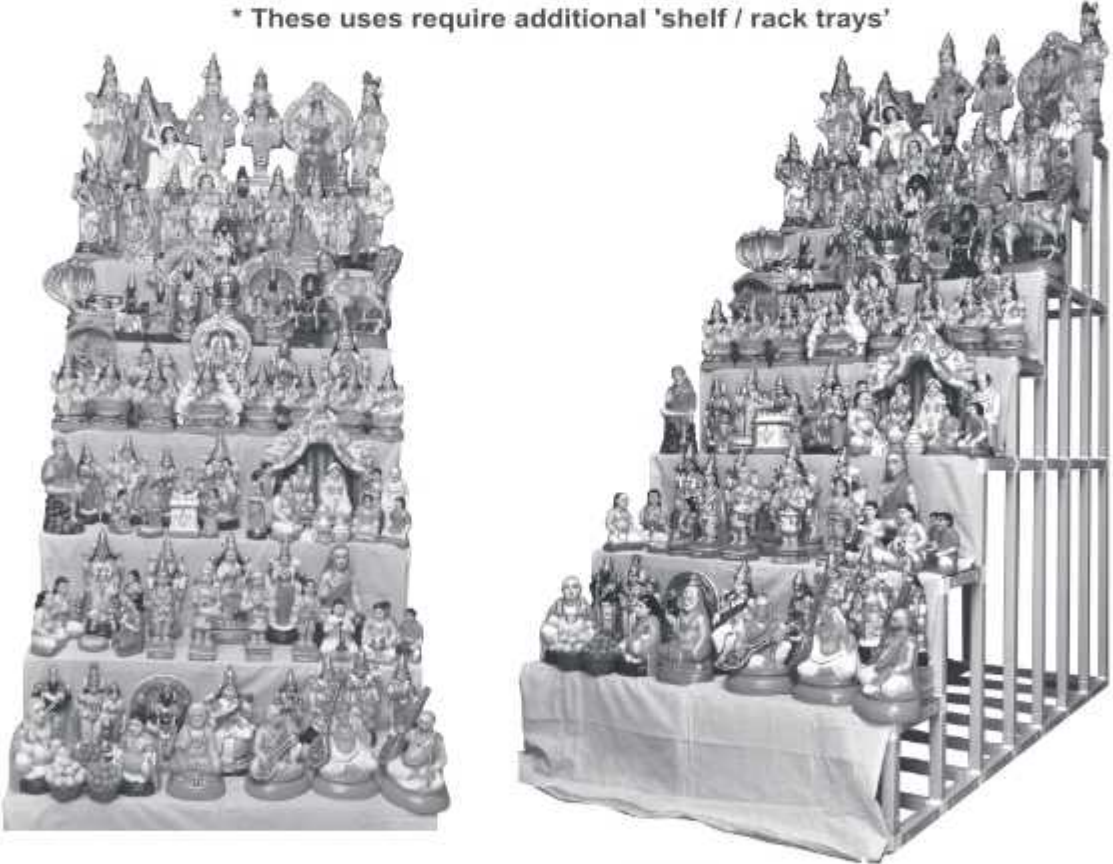 * These uses require additional 'shelf / rack trays'